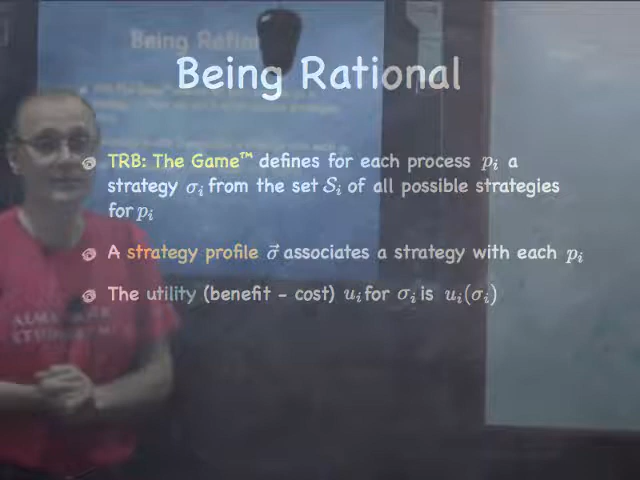 Being Rational
TRB: The Game™ defines for each process pᵢ a
strategy σᵢ from the set 𝒮ᵢ of all possible strategies
for pᵢ
A strategy profile σ⃗ associates a strategy with each pᵢ
The utility (benefit - cost) uᵢ for σᵢ is uᵢ(σᵢ)